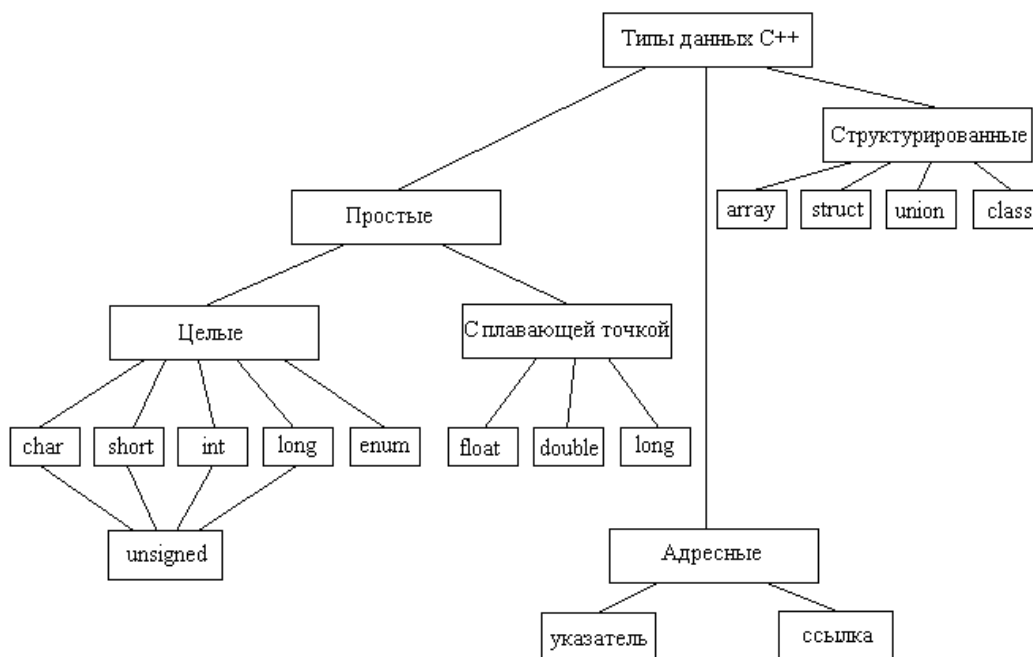 Типы данных C++
Структурированные
array
struct
union
class
Простые
Целые
С плавающей точкой
char
short
int
long
enum
float
double
long
unsigned
Адресные
указатель
ссылка